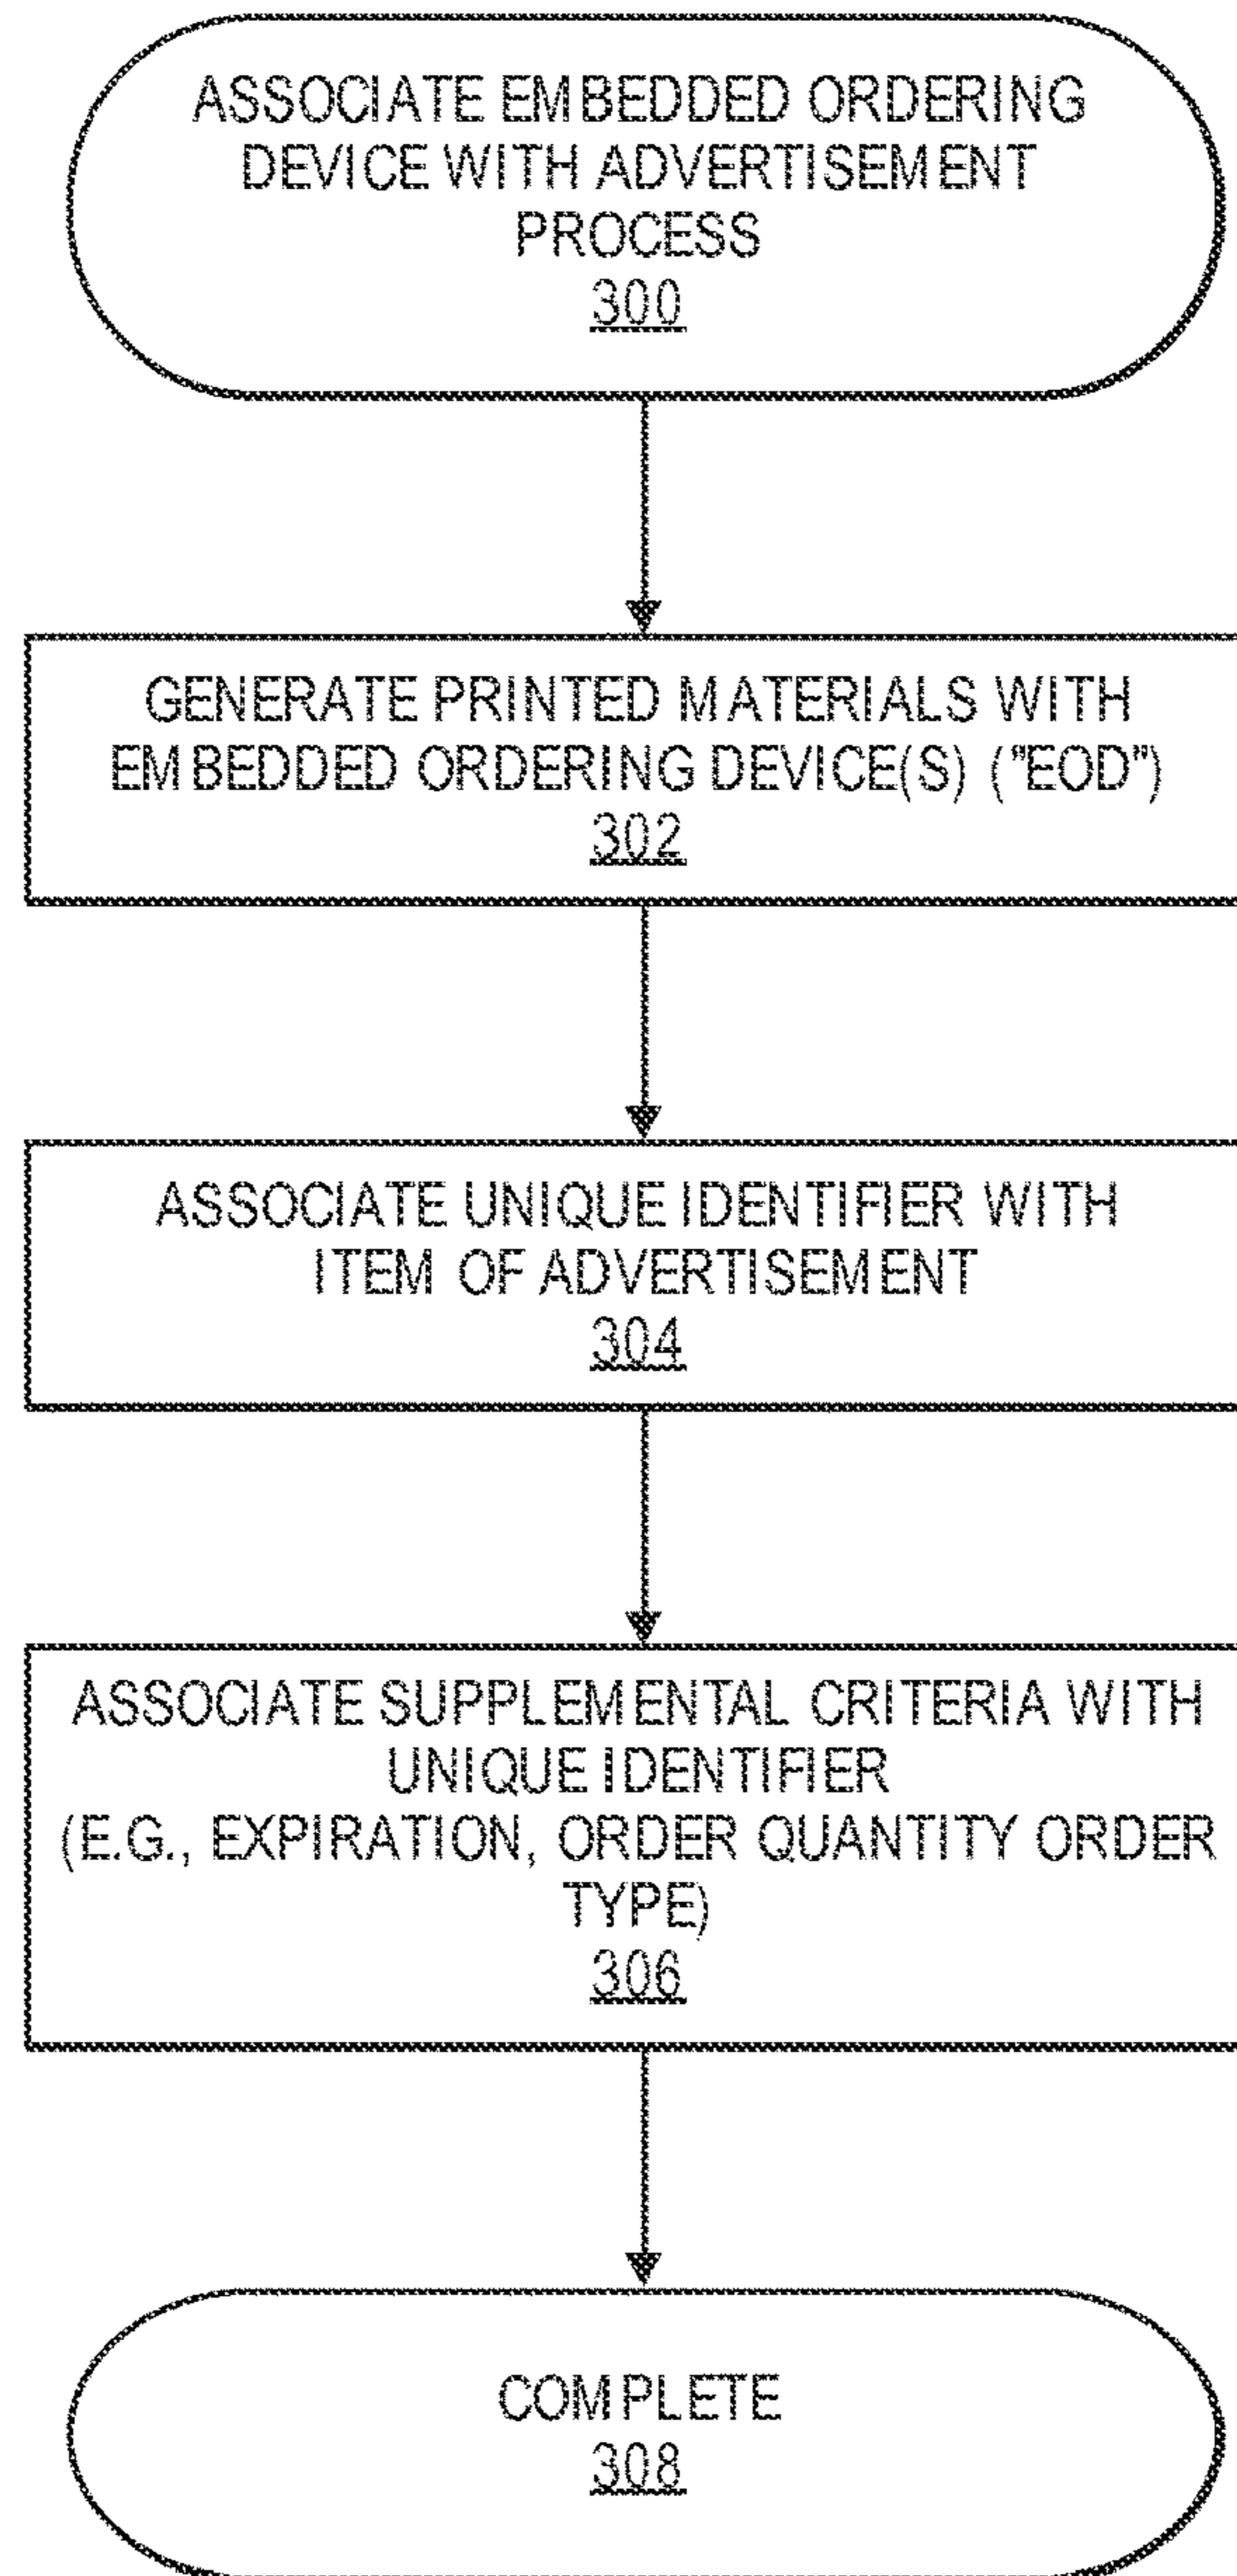 ASSOCIATE EMBEDDED ORDERING
DEVICE WITH ADVERTISEMENT
PROCESS
300
GENERATE PRINTED MATERIALS WITH
EMBEDDED ORDERING DEVICE(S) ("EOD")
302
ASSOCIATE UNIQUE IDENTIFIER WITH
ITEM OF ADVERTISEMENT
304
ASSOCIATE SUPPLEMENTAL CRITERIA WITH
UNIQUE IDENTIFIER
(E.G., EXPIRATION, ORDER QUANTITY ORDER
TYPE)
306
COMPLETE
308